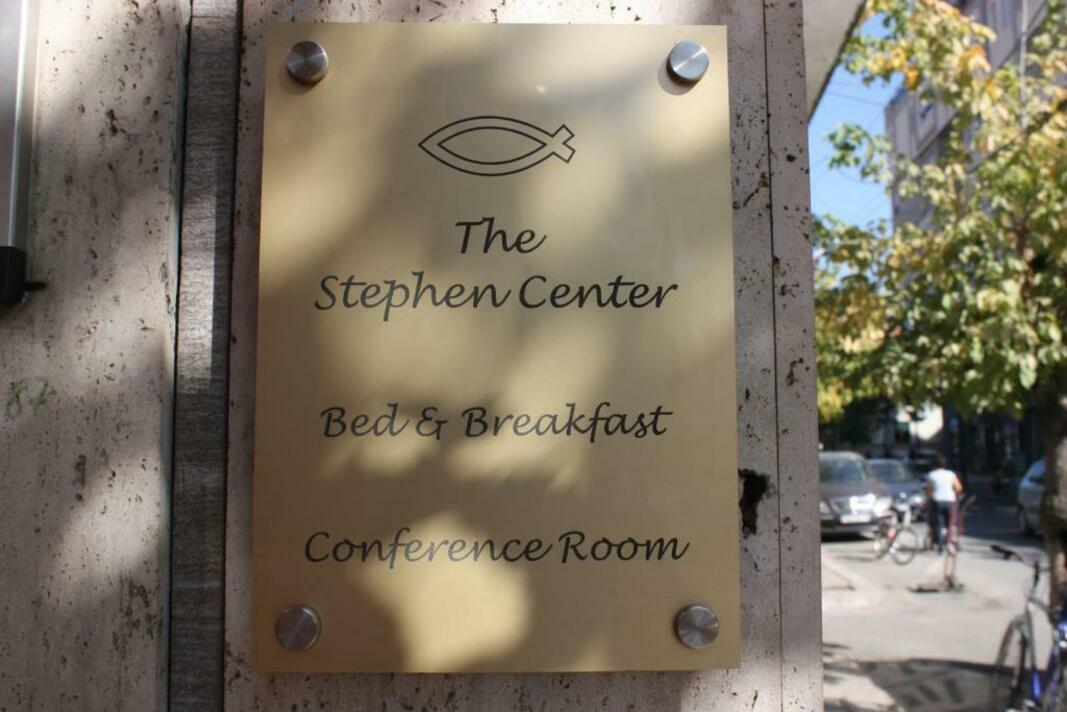 The
Stephen Center
Bed & Breakfast
Conference Room